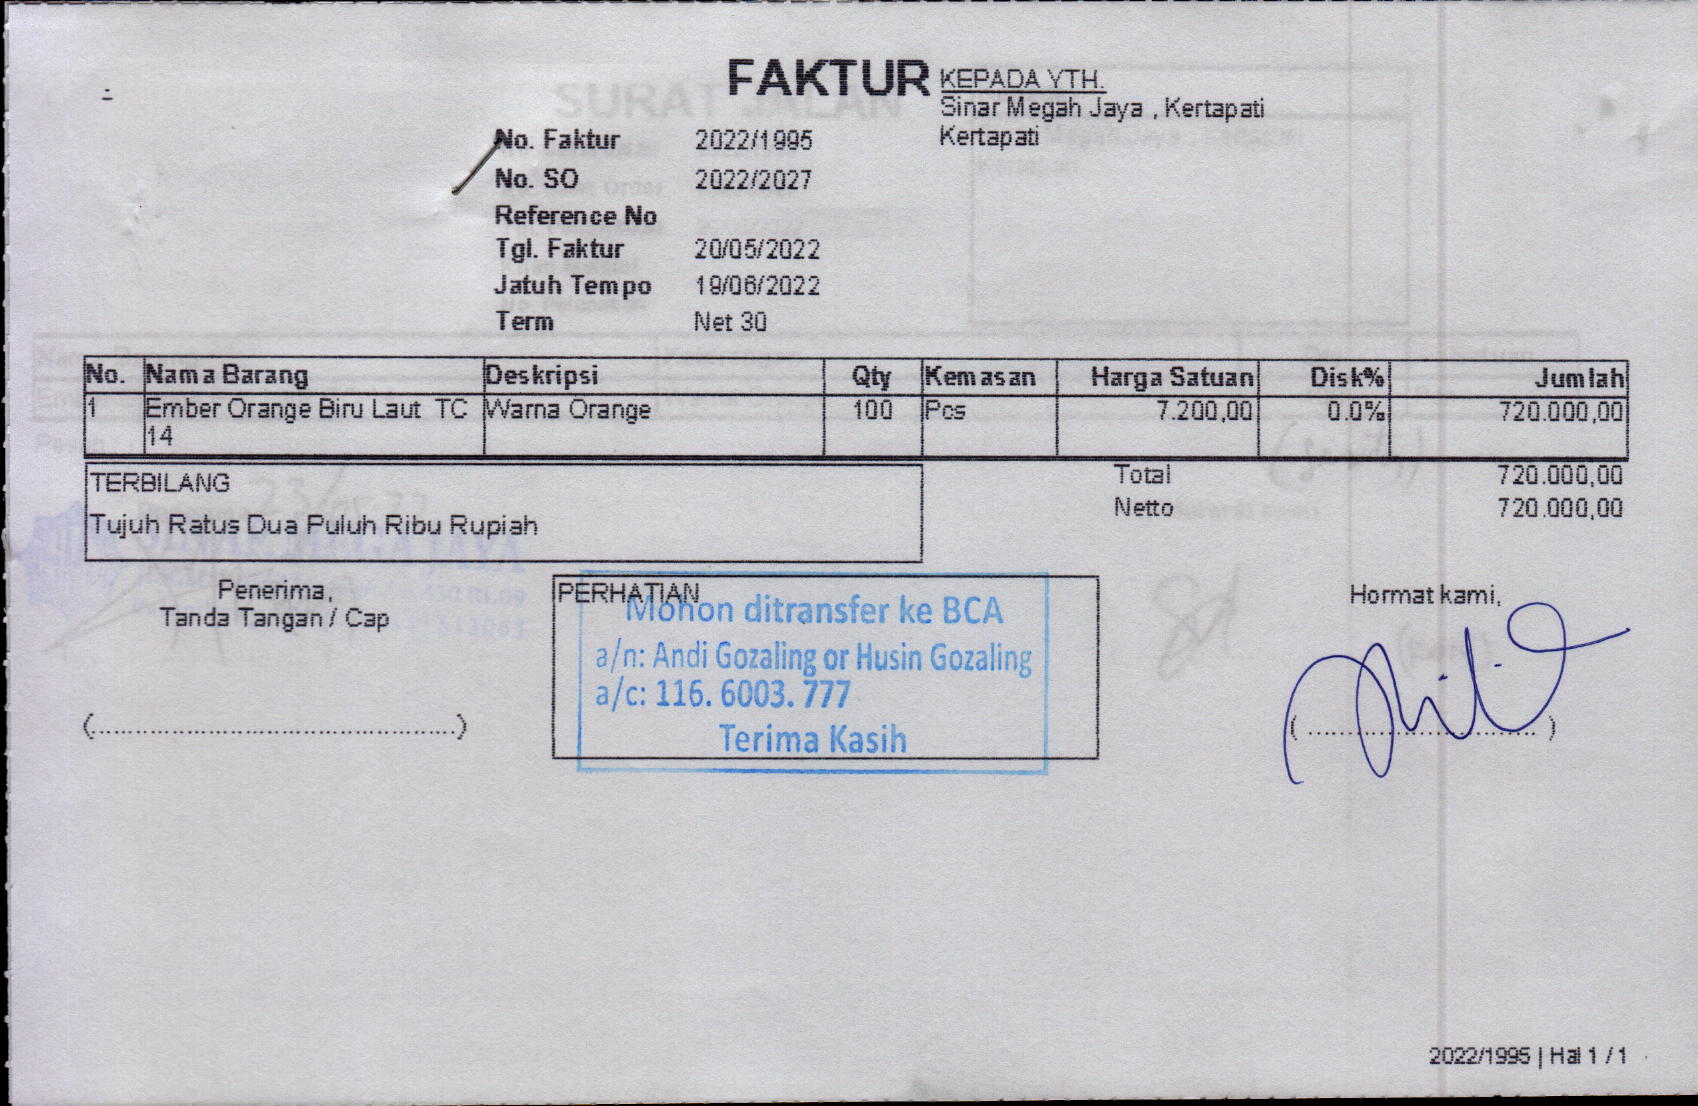 FAKTUR
KEPADA YTH.
Sinar Megah Jaya , Kertapati
Kertapati
No. Faktur 2022/1995
No. SO 2022/2027
Reference No
Tgl. Faktur 20/05/2022
Jatuh Tempo 19/06/2022
Term Net 30
No. Nama Barang Deskripsi Qty Kemasan Harga Satuan Disk% Jumlah
1 Ember Orange Biru Laut TC 14 Warna Orange 100 Pcs 7.200,00 0.0% 720.000,00
Total 720.000,00
Netto 720.000,00
TERBILANG
Tujuh Ratus Dua Puluh Ribu Rupiah
Penerima,
Tanda Tangan / Cap
(.............................................)
PERHATIAN
Mohon ditransfer ke BCA
a/n: Andi Gozaling or Husin Gozaling
a/c: 116. 6003. 777
Terima Kasih
Hormat kami,
(.............................)
2022/1995 | Hal 1 / 1